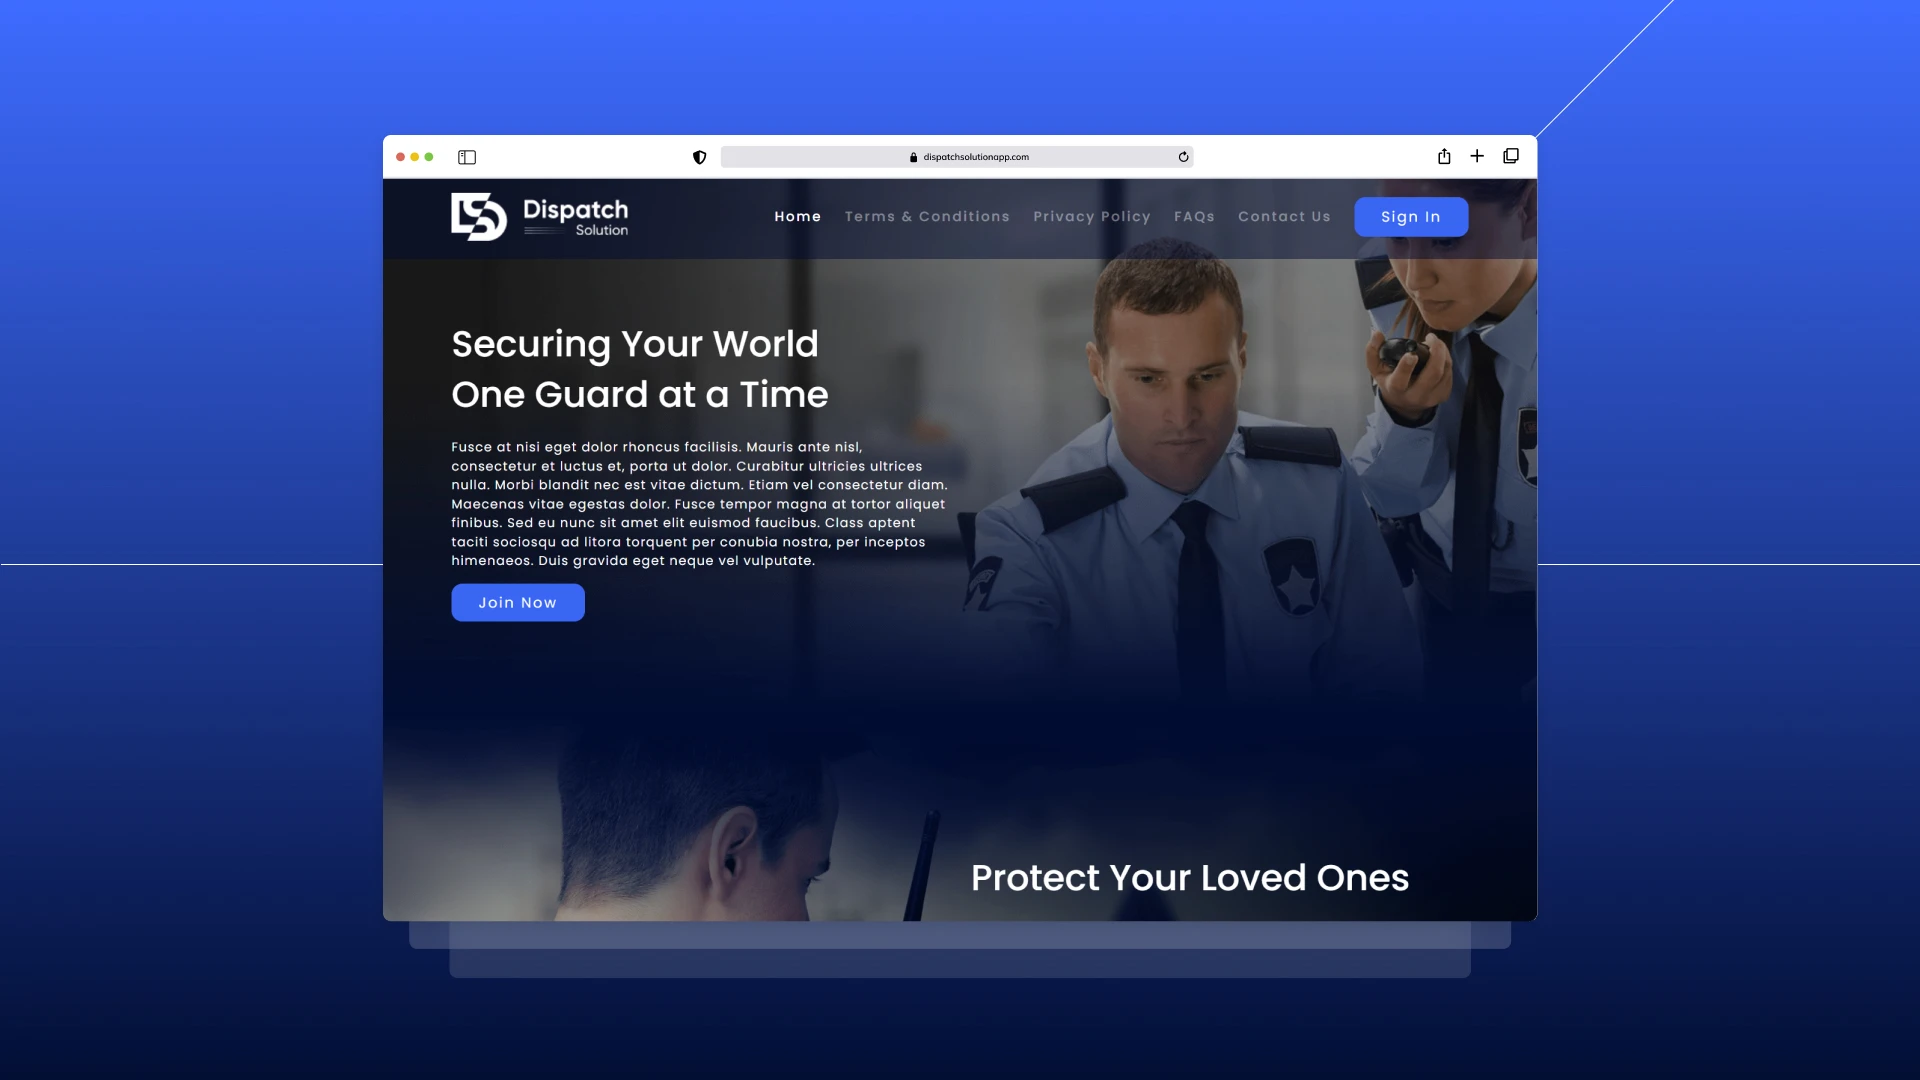 dispatchsolutionapp.com
Dispatch
Solution
Home Terms & Conditions Privacy Policy FAQs Contact Us Sign In
Securing Your World
One Guard at a Time
Fusce at nisi eget dolor rhoncus facilisis. Mauris ante nisl,
consectetur et luctus et, porta ut dolor. Curabitur ultricies ultrices
nulla. Morbi blandit nec est vitae dictum. Etiam vel consectetur diam.
Maecenas vitae egestas dolor. Fusce tempor magna at tortor aliquet
finibus. Sed eu nunc sit amet elit euismod faucibus. Class aptent
taciti sociosqu ad litora torquent per conubia nostra, per inceptos
himenaeos. Duis gravida eget neque vel vulputate.
Join Now
Protect Your Loved Ones